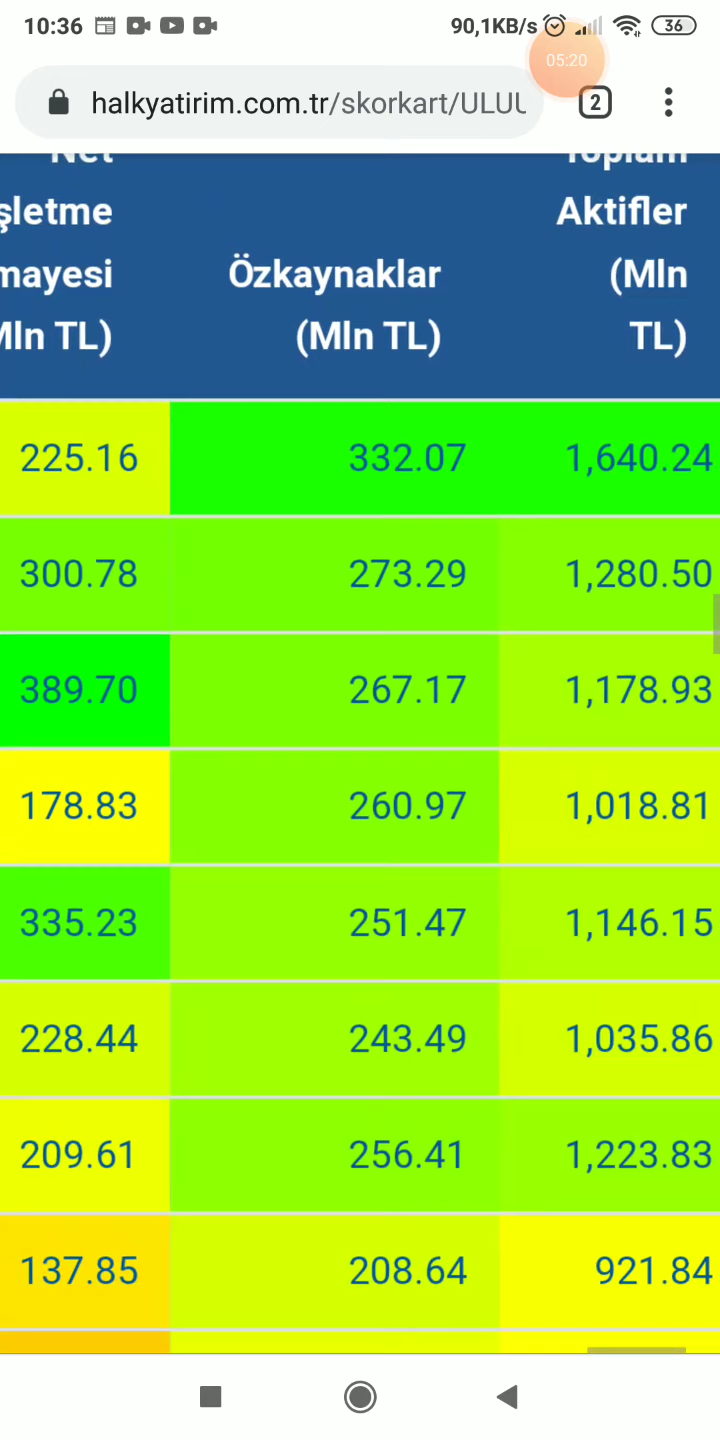 10:36 90,1KB/s 36
05:20
halkyatirim.com.tr/skorkart/ULUL 2
Net Toplam
şletme Aktifler
mayesi Özkaynaklar (Mln
Mln TL) (Mln TL) TL)
225.16 332.07 1,640.24
300.78 273.29 1,280.50
389.70 267.17 1,178.93
178.83 260.97 1,018.81
335.23 251.47 1,146.15
228.44 243.49 1,035.86
209.61 256.41 1,223.83
137.85 208.64 921.84